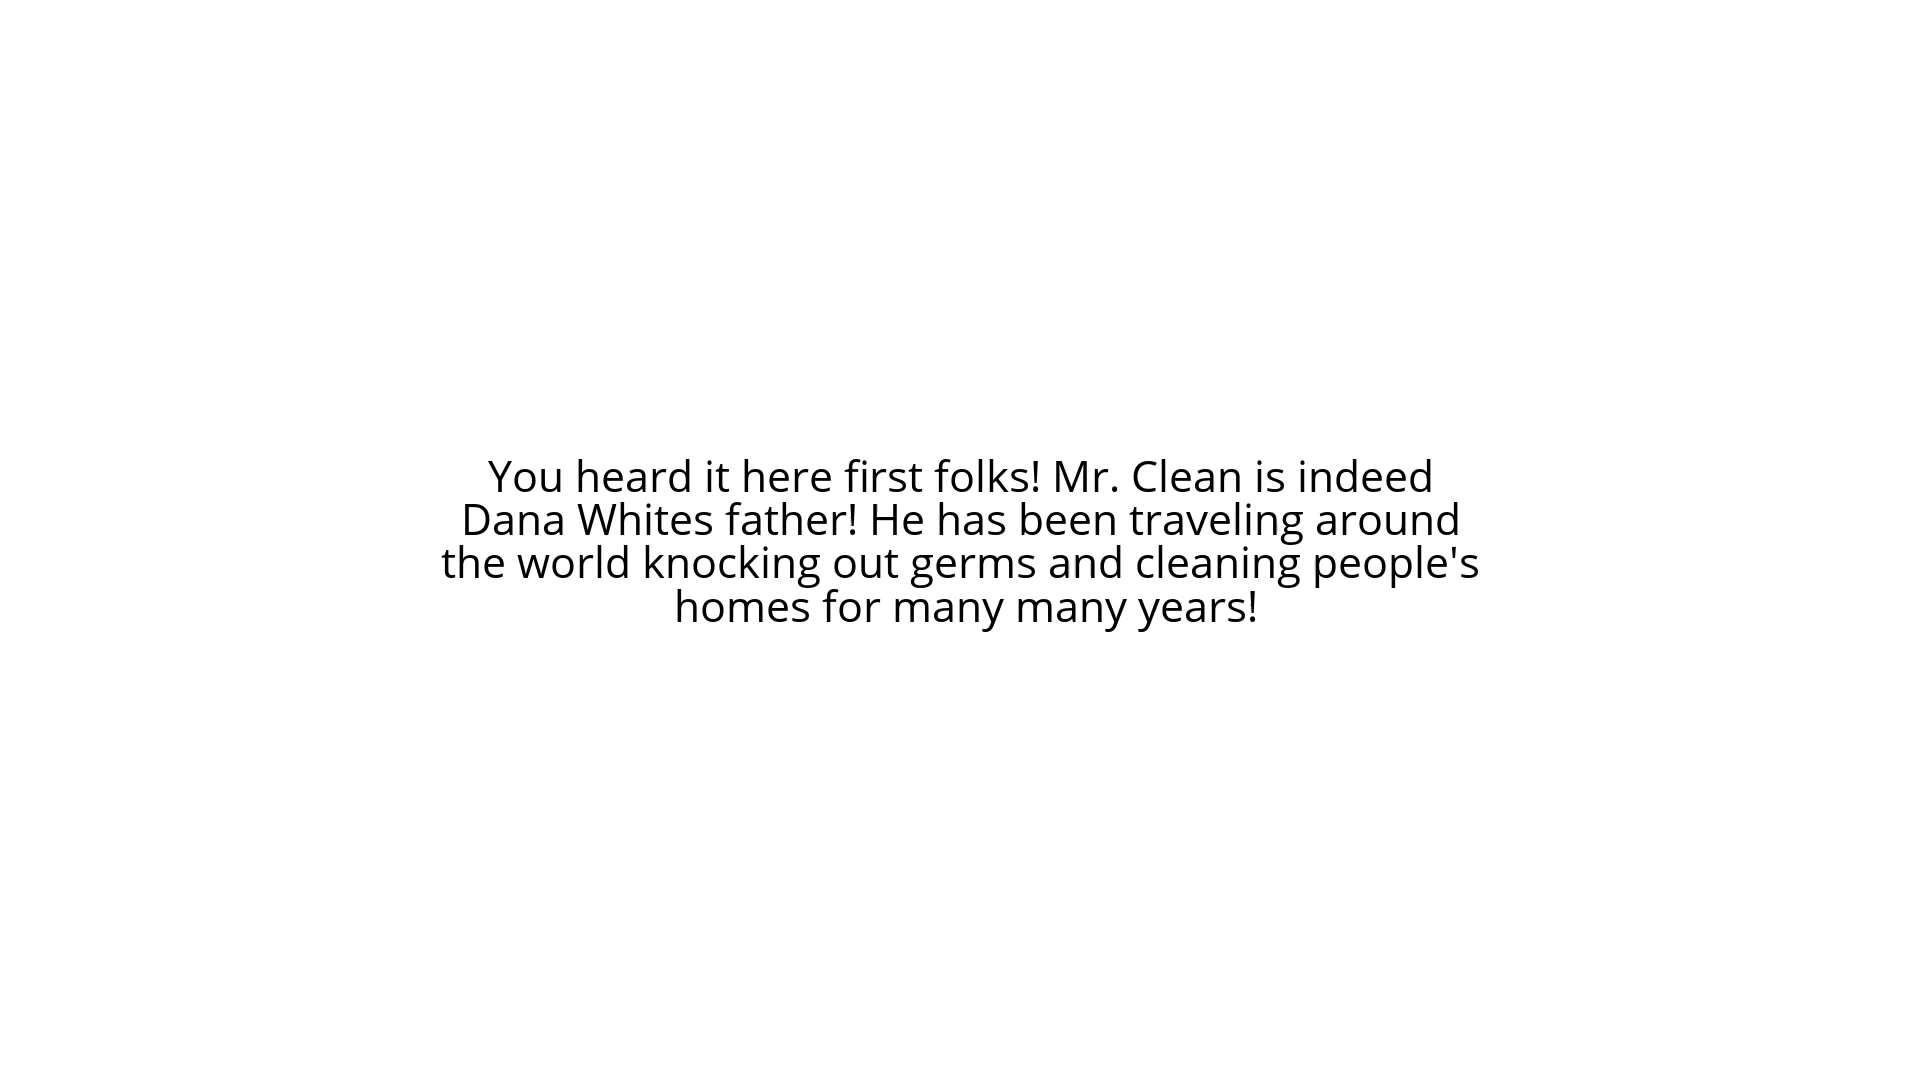 You heard it here first folks! Mr. Clean is indeed
Dana Whites father! He has been traveling around
the world knocking out germs and cleaning people's
homes for many many years!